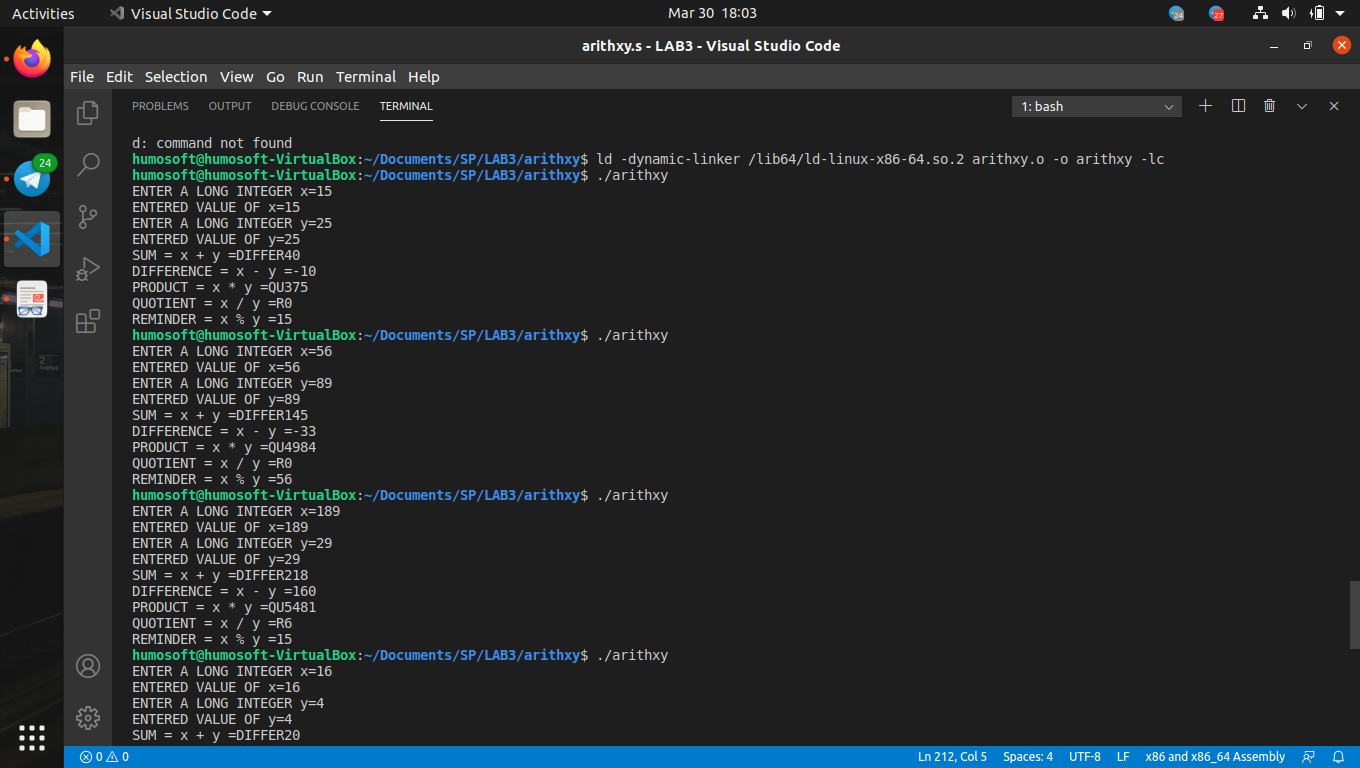 Activities
Visual Studio Code
Mar 30 18:03
24
27
arithxy.s - LAB3 - Visual Studio Code
File Edit Selection View Go Run Terminal Help
PROBLEMS OUTPUT DEBUG CONSOLE TERMINAL
1: bash
24
d: command not found
humosoft@humosoft-VirtualBox:~/Documents/SP/LAB3/arithxy$ ld -dynamic-linker /lib64/ld-linux-x86-64.so.2 arithxy.o -o arithxy -lc
humosoft@humosoft-VirtualBox:~/Documents/SP/LAB3/arithxy$ ./arithxy
ENTER A LONG INTEGER x=15
ENTERED VALUE OF x=15
ENTER A LONG INTEGER y=25
ENTERED VALUE OF y=25
SUM = x + y =DIFFER40
DIFFERENCE = x - y =-10
PRODUCT = x * y =QU375
QUOTIENT = x / y =R0
REMINDER = x % y =15
humosoft@humosoft-VirtualBox:~/Documents/SP/LAB3/arithxy$ ./arithxy
ENTER A LONG INTEGER x=56
ENTERED VALUE OF x=56
ENTER A LONG INTEGER y=89
ENTERED VALUE OF y=89
SUM = x + y =DIFFER145
DIFFERENCE = x - y =-33
PRODUCT = x * y =QU4984
QUOTIENT = x / y =R0
REMINDER = x % y =56
humosoft@humosoft-VirtualBox:~/Documents/SP/LAB3/arithxy$ ./arithxy
ENTER A LONG INTEGER x=189
ENTERED VALUE OF x=189
ENTER A LONG INTEGER y=29
ENTERED VALUE OF y=29
SUM = x + y =DIFFER218
DIFFERENCE = x - y =160
PRODUCT = x * y =QU5481
QUOTIENT = x / y =R6
REMINDER = x % y =15
humosoft@humosoft-VirtualBox:~/Documents/SP/LAB3/arithxy$ ./arithxy
ENTER A LONG INTEGER x=16
ENTERED VALUE OF x=16
ENTER A LONG INTEGER y=4
ENTERED VALUE OF y=4
SUM = x + y =DIFFER20
0 0
Ln 212, Col 5 Spaces: 4 UTF-8 LF x86 and x86_64 Assembly